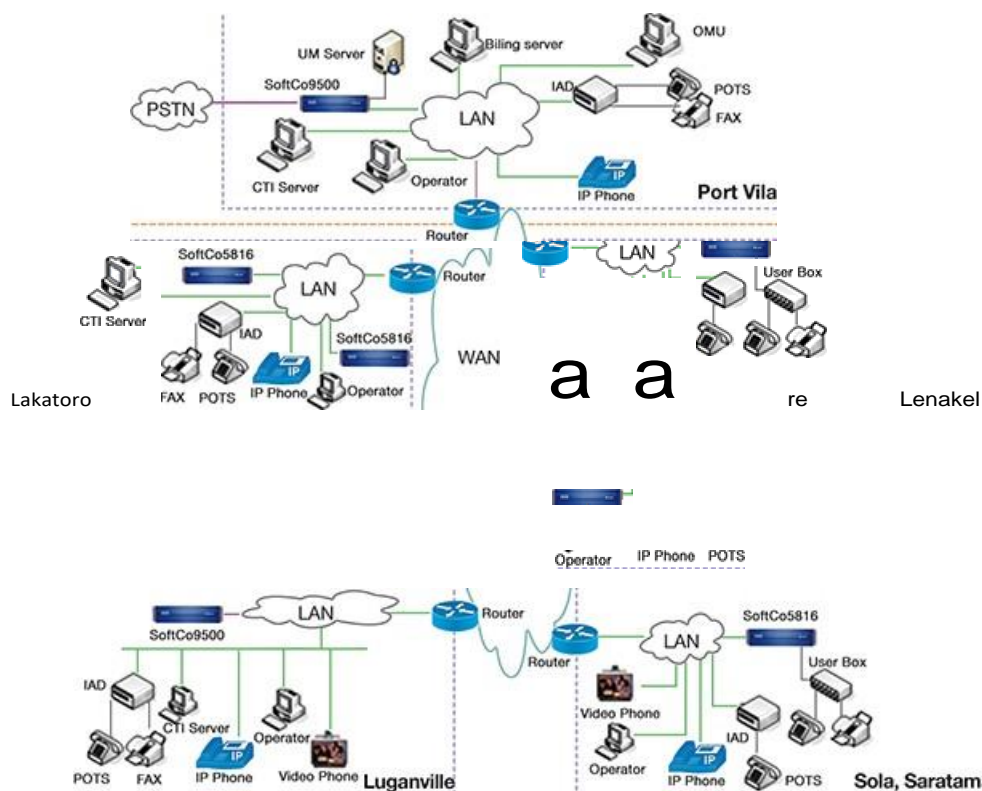 OMU
UM Server
Biling server
SoftCo9500
IAD
POTS
PSTN
LAN
FAX
CTI Server
Operator
IP Phone
Port Vila
Router
SoftCo5816
LAN
Router
LAN
User Box
CTI Server
IAD
SoftCo5816
WAN
FAX POTS IP Phone Operator
a a
Lakatoro
re
Lenakel
Operator IP Phone POTS
LAN
Router
SoftCo9500
SoftCo5816
LAN
Router
User Box
IAD
CTI Server
Operator
Video Phone
IAD
POTS FAX IP Phone Video Phone
Luganville
Operator
IP Phone
POTS
Sola, Saratam